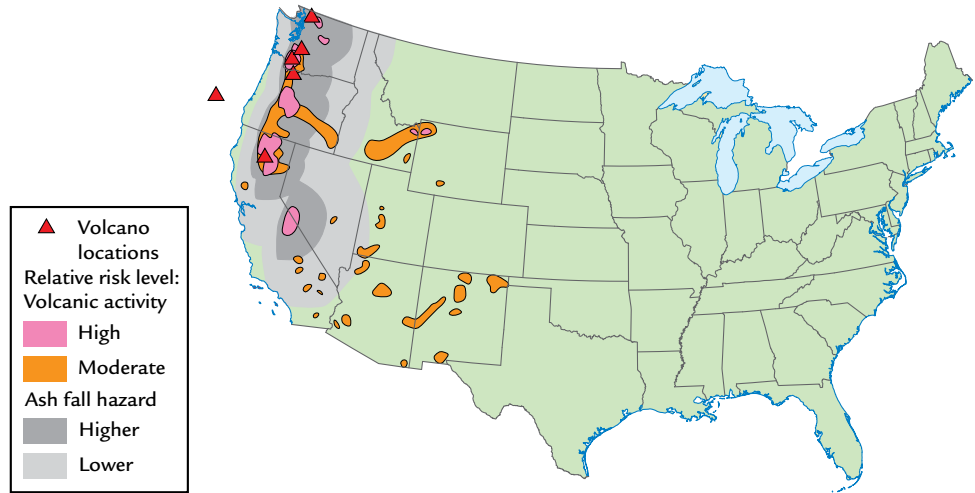 Volcano
locations
Relative risk level:
Volcanic activity
High
Moderate
Ash fall hazard
Higher
Lower